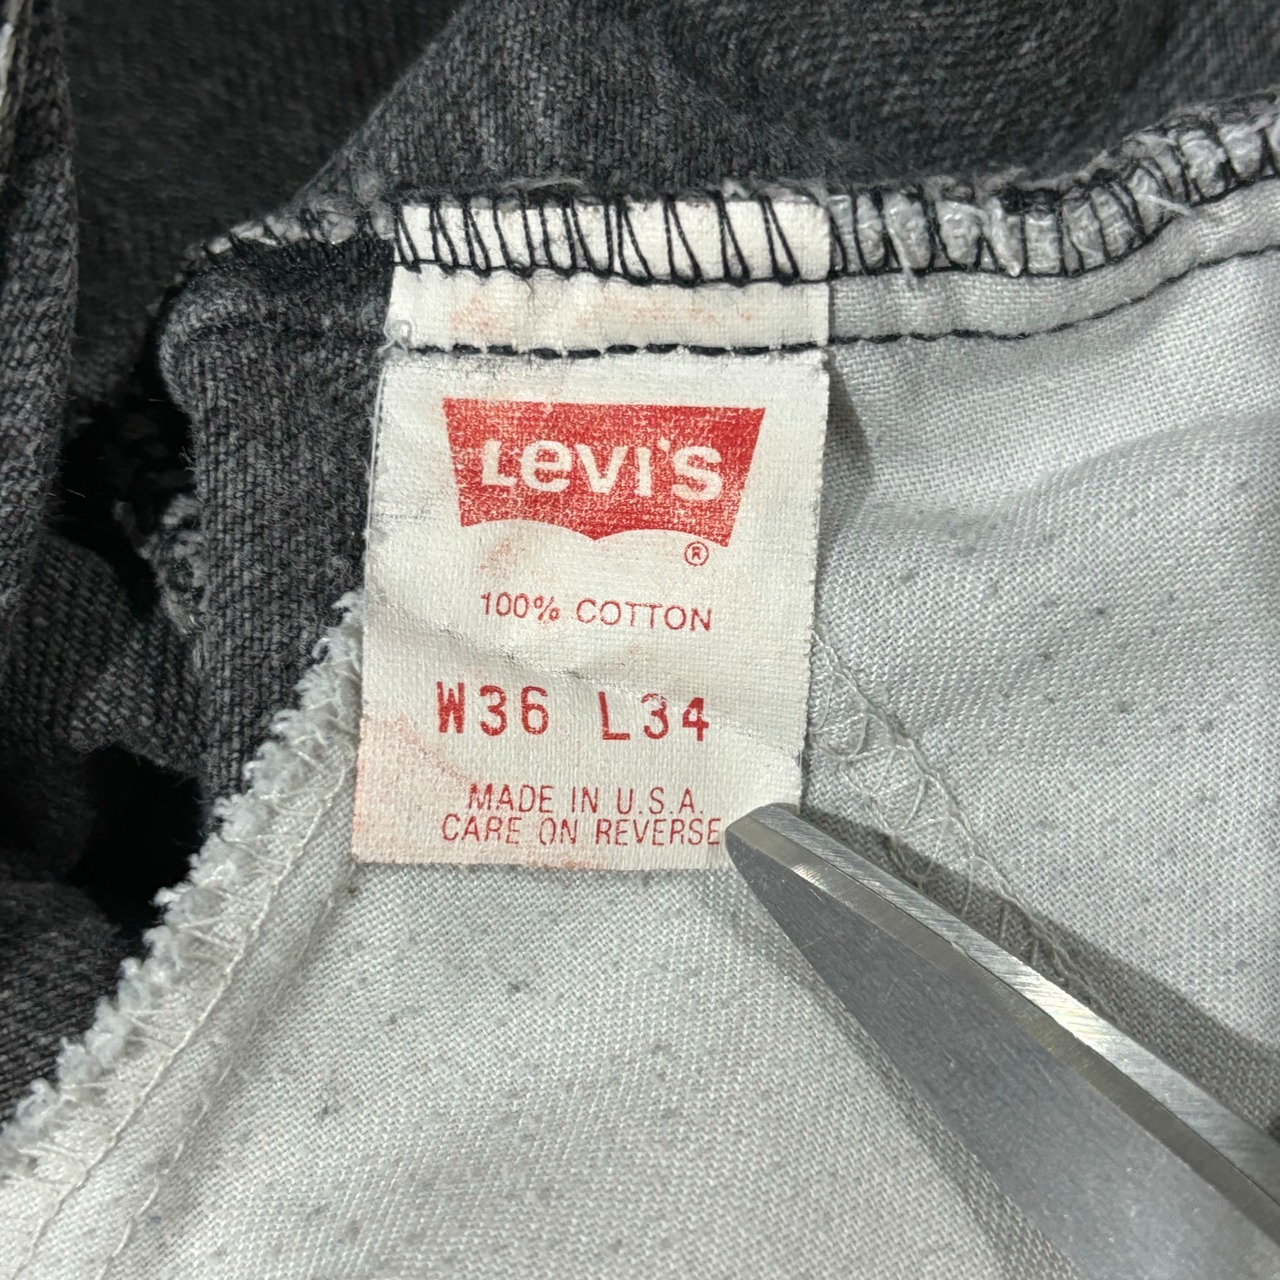 Levi's
®
100% COTTON
W36 L34
MADE IN U.S.A.
CARE ON REVERSE